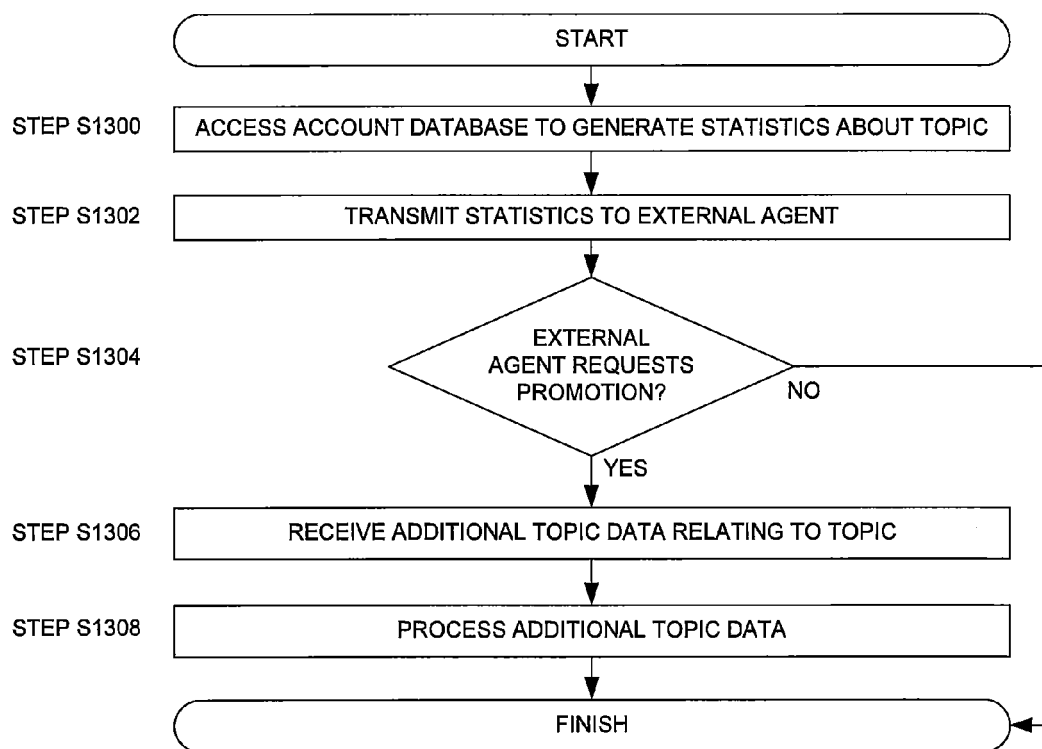 START
STEP S1300
ACCESS ACCOUNT DATABASE TO GENERATE STATISTICS ABOUT TOPIC
STEP S1302
TRANSMIT STATISTICS TO EXTERNAL AGENT
STEP S1304
EXTERNAL
AGENT REQUESTS
PROMOTION?
NO
YES
STEP S1306
RECEIVE ADDITIONAL TOPIC DATA RELATING TO TOPIC
STEP S1308
PROCESS ADDITIONAL TOPIC DATA
FINISH